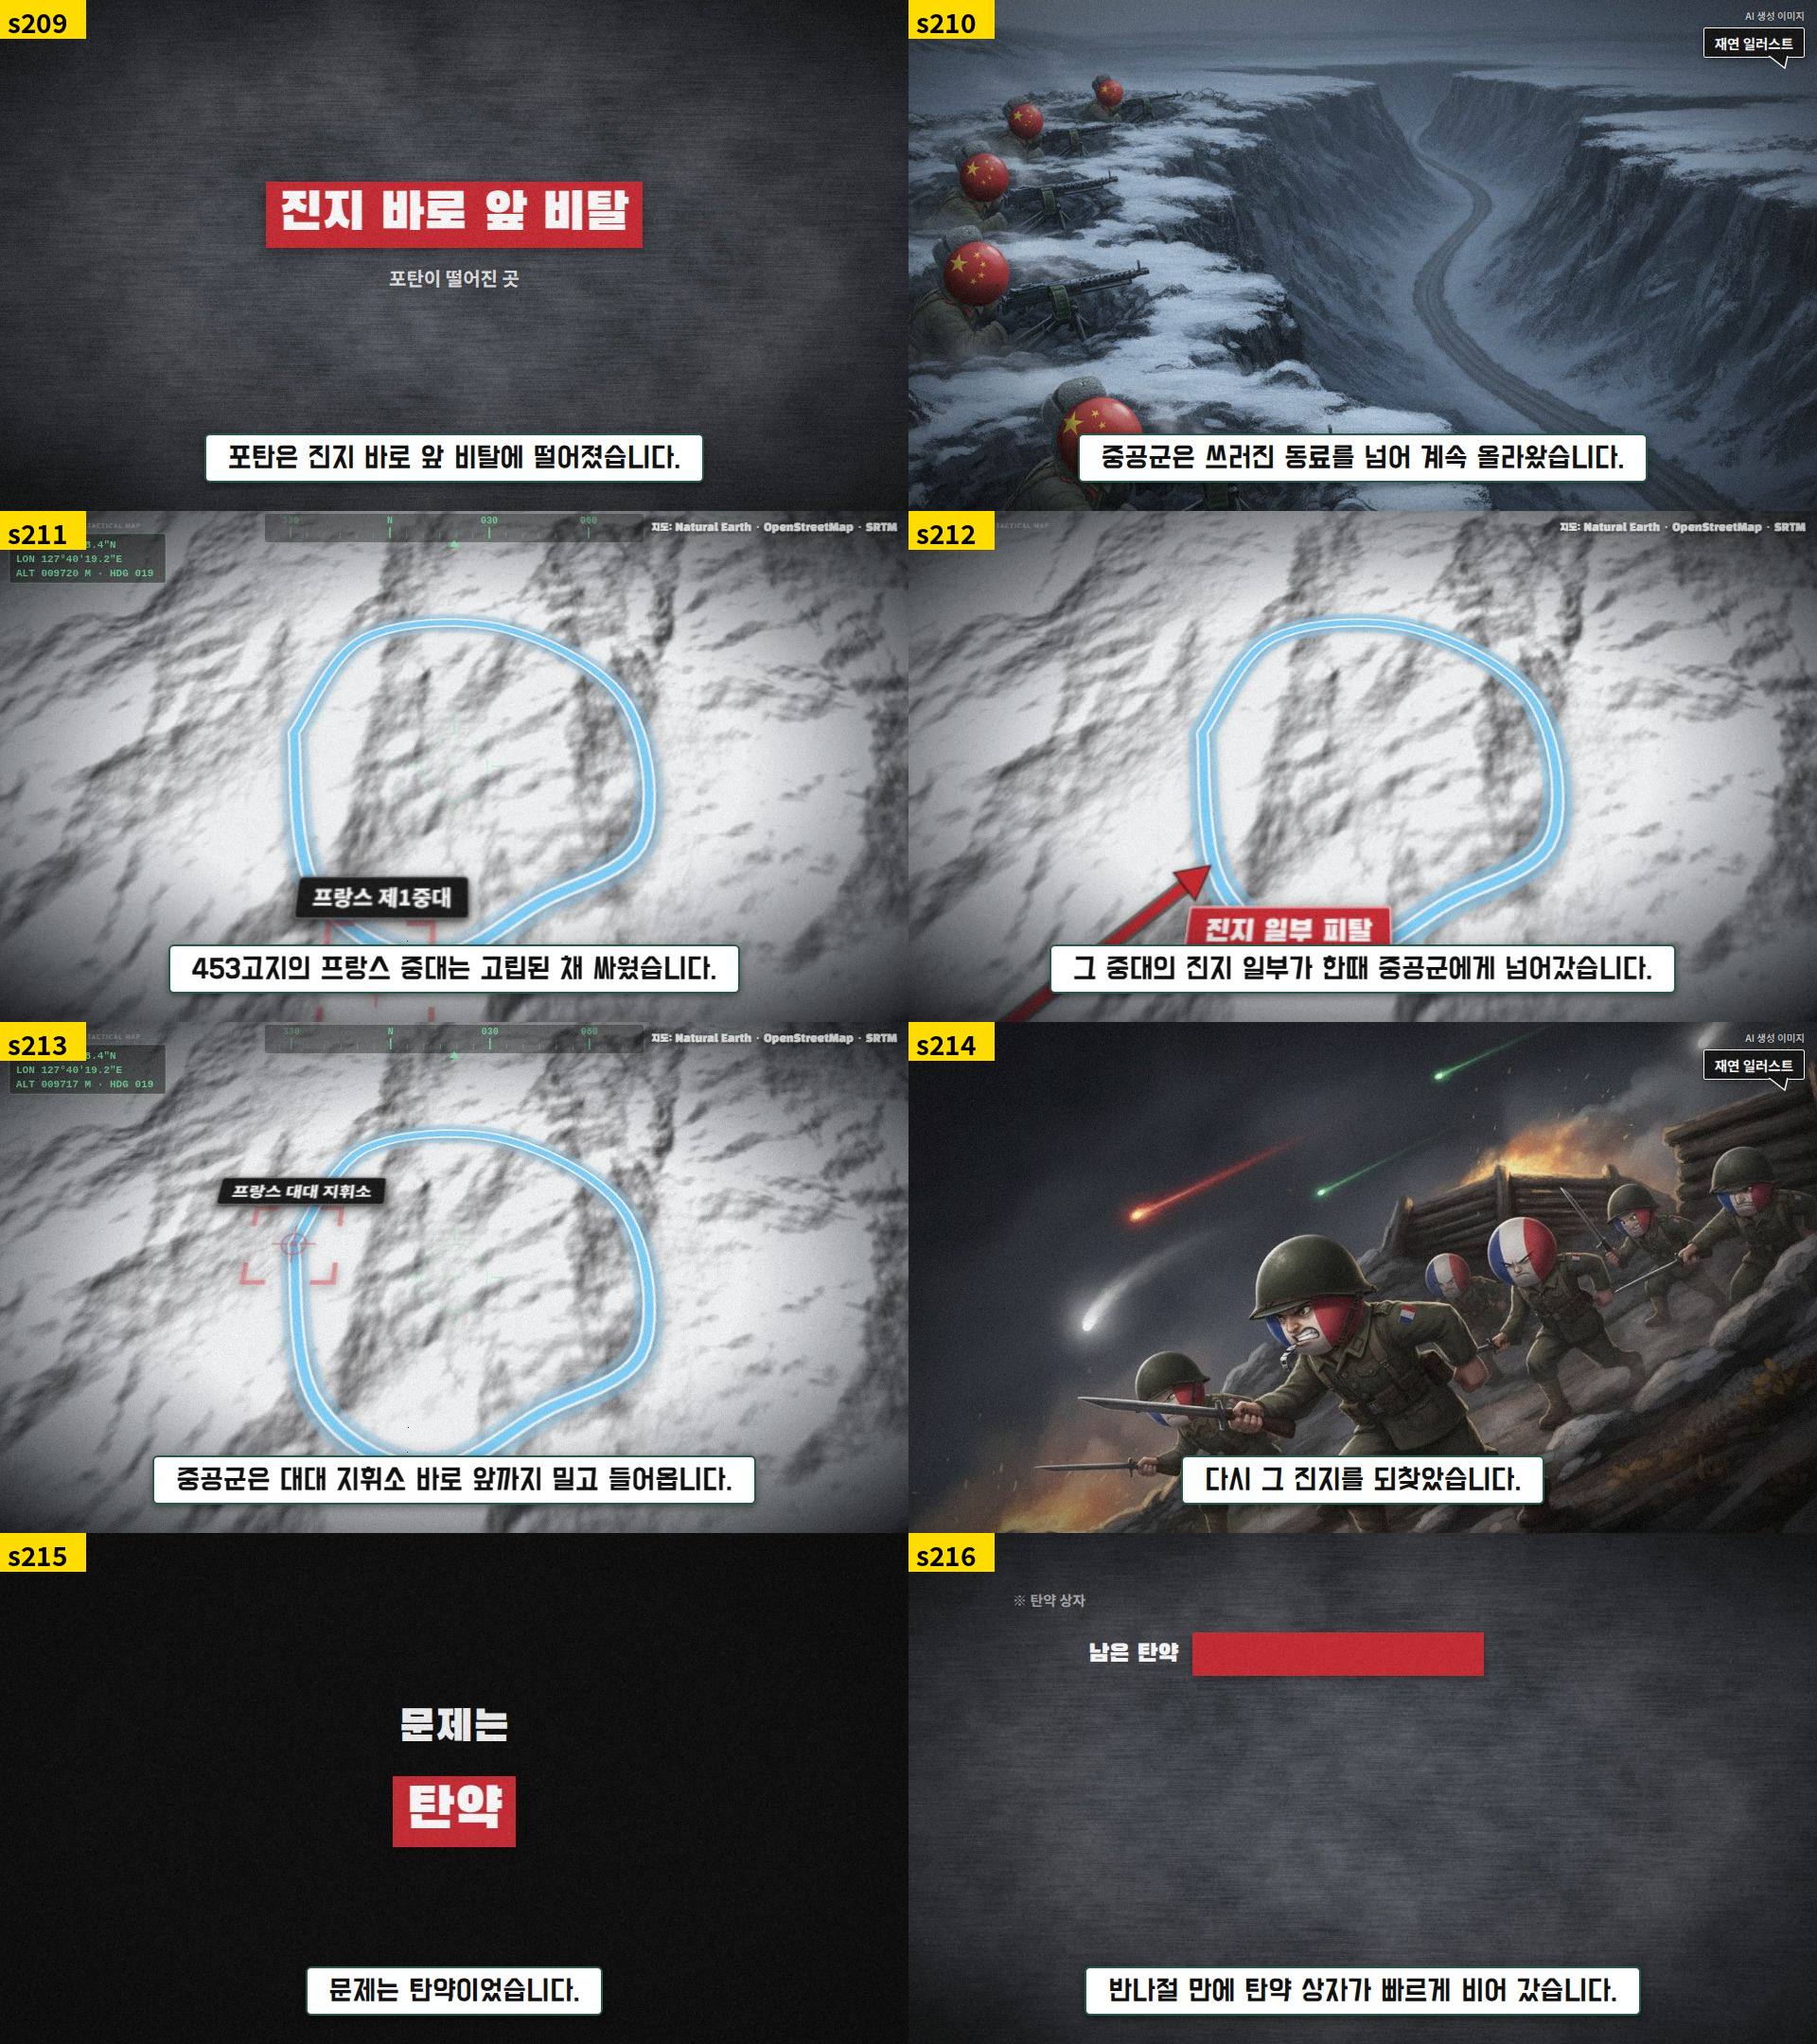 s209
진지 바로 앞 비탈
포탄이 떨어진 곳
포탄은 진지 바로 앞 비탈에 떨어졌습니다.
s210
AI 생성 이미지
재연 일러스트
중공군은 쓰러진 동료를 넘어 계속 올라왔습니다.
s211
TACTICAL MAP
330 N 030 060
지도: Natural Earth · OpenStreetMap · SRTM
LON 127°40'19.2"E
ALT 009720 M · HDG 019
프랑스 제1중대
453고지의 프랑스 중대는 고립된 채 싸웠습니다.
s212
TACTICAL MAP
지도: Natural Earth · OpenStreetMap · SRTM
진지 일부 피탈
그 중대의 진지 일부가 한때 중공군에게 넘어갔습니다.
s213
TACTICAL MAP
330 N 030 060
지도: Natural Earth · OpenStreetMap · SRTM
LON 127°40'19.2"E
ALT 009717 M · HDG 019
프랑스 대대 지휘소
중공군은 대대 지휘소 바로 앞까지 밀고 들어옵니다.
s214
AI 생성 이미지
재연 일러스트
다시 그 진지를 되찾았습니다.
s215
문제는
탄약
문제는 탄약이었습니다.
s216
※ 탄약 상자
남은 탄약
반나절 만에 탄약 상자가 빠르게 비어 갔습니다.